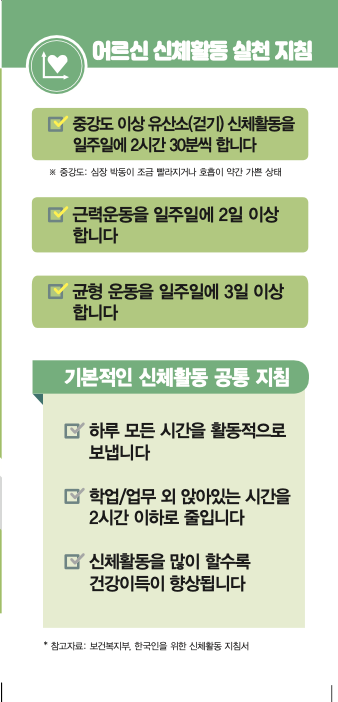 어르신 신체활동 실천 지침
중강도 이상 유산소(걷기) 신체활동을
일주일에 2시간 30분씩 합니다
※ 중강도: 심장 박동이 조금 빨라지거나 호흡이 약간 가쁜 상태
근력운동을 일주일에 2일 이상
합니다
균형 운동을 일주일에 3일 이상
합니다
기본적인 신체활동 공통 지침
하루 모든 시간을 활동적으로
보냅니다
학업/업무 외 앉아있는 시간을
2시간 이하로 줄입니다
신체활동을 많이 할수록
건강이득이 향상됩니다
* 참고자료: 보건복지부, 한국인을 위한 신체활동 지침서